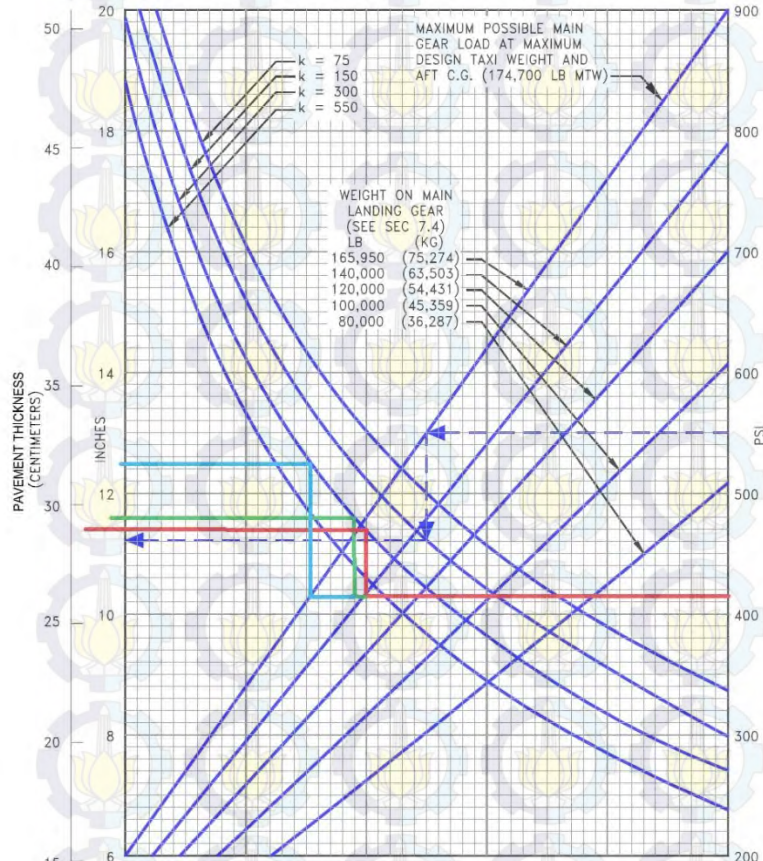 50
45
40
35
30
25
20
15
PAVEMENT THICKNESS
(CENTIMETERS)
INCHES
20
18
16
14
12
10
8
6
k = 75
k = 150
k = 300
k = 550
MAXIMUM POSSIBLE MAIN
GEAR LOAD AT MAXIMUM
DESIGN TAXI WEIGHT AND
AFT C.G. (174,700 LB MTW)
WEIGHT ON MAIN
LANDING GEAR
(SEE SEC 7.4)
LB (KG)
165,950 (75,274)
140,000 (63,503)
120,000 (54,431)
100,000 (45,359)
80,000 (36,287)
900
800
700
600
500
400
300
200
PSI